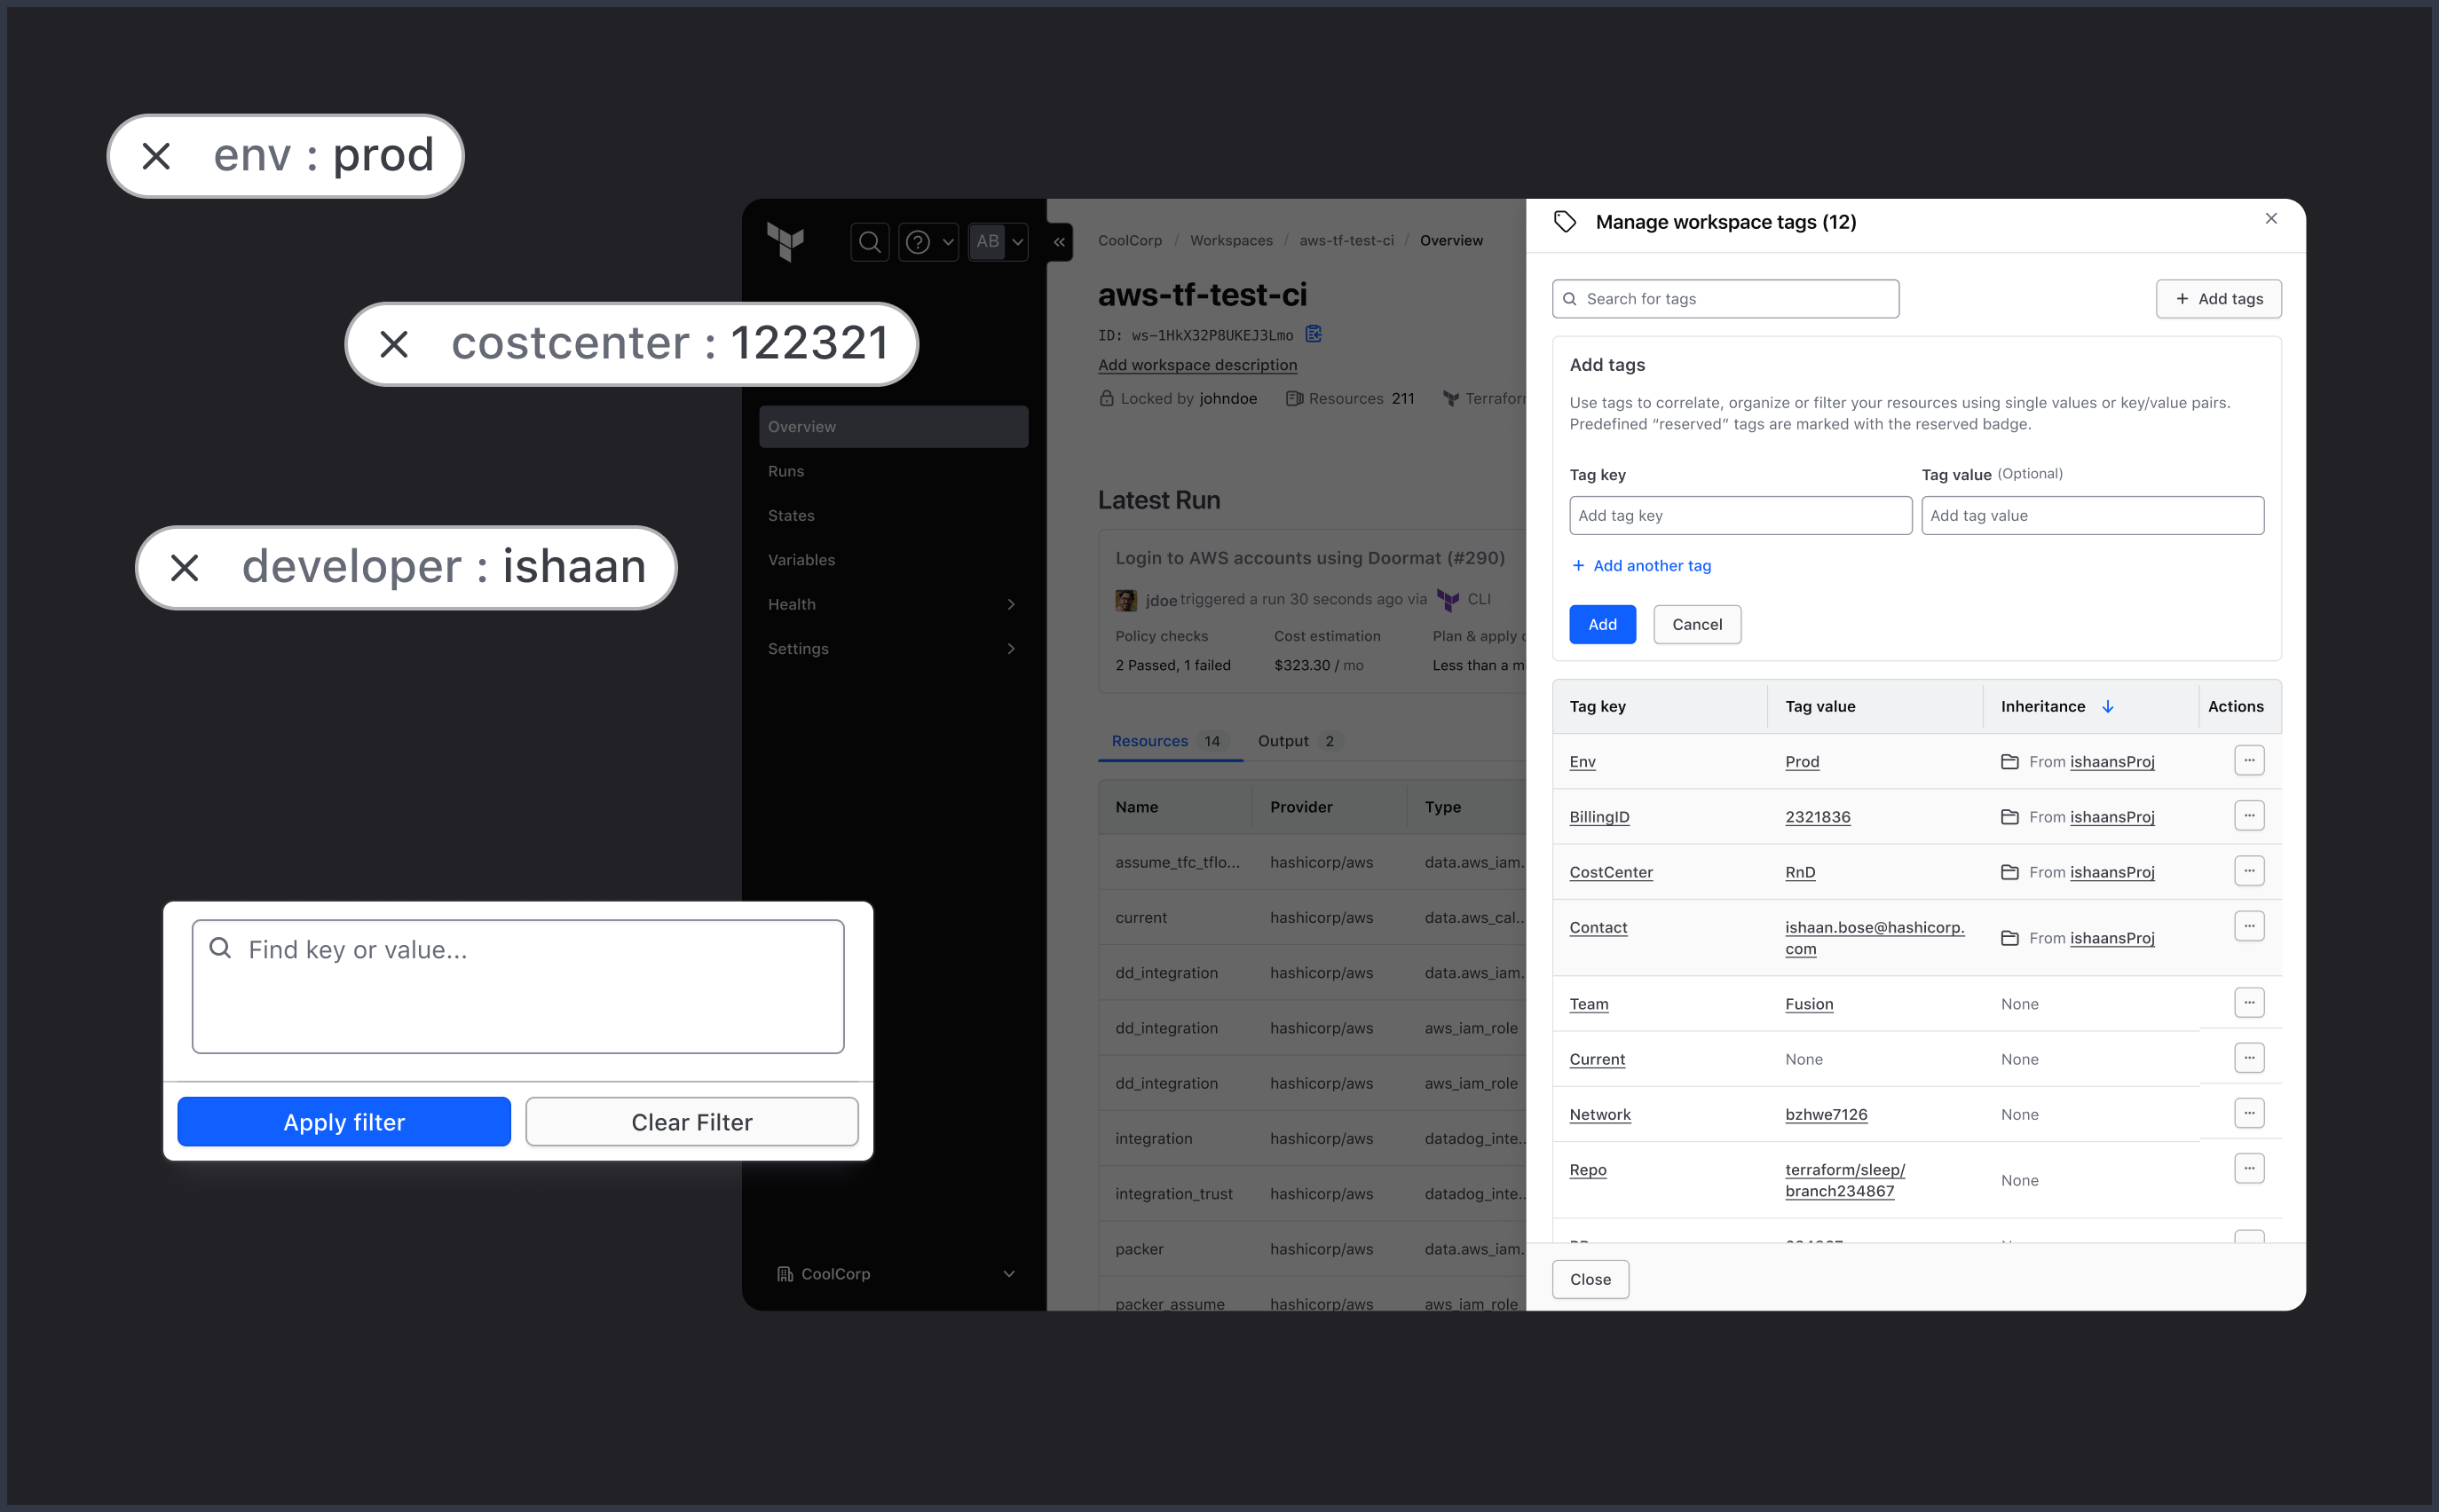 env : prod
costcenter : 122321
developer : ishaan
Find key or value...
Apply filter
Clear Filter
AB
Overview
Runs
States
Variables
Health
Settings
CoolCorp
CoolCorp / Workspaces / aws-tf-test-ci / Overview
aws-tf-test-ci
ID: ws-1HkX32P8UKEJ3Lmo
Add workspace description
Locked by johndoe Resources 211 Terrafor
Latest Run
Login to AWS accounts using Doormat (#290)
jdoe triggered a run 30 seconds ago via CLI
Policy checks Cost estimation Plan & apply
2 Passed, 1 failed $323.30 / mo Less than a m
Resources 14 Output 2
Name Provider Type
assume_tfc_tflo... hashicorp/aws data.aws_iam.
current hashicorp/aws data.aws_cal..
dd_integration hashicorp/aws data.aws_iam.
dd_integration hashicorp/aws aws_iam_role
dd_integration hashicorp/aws aws_iam_role
integration hashicorp/aws datadog_inte..
integration_trust hashicorp/aws datadog_inte..
packer hashicorp/aws data.aws_iam.
packer_assume hashicorp/aws aws_iam_role
Manage workspace tags (12)
Search for tags
+ Add tags
Add tags
Use tags to correlate, organize or filter your resources using single values or key/value pairs.
Predefined “reserved” tags are marked with the reserved badge.
Tag key Tag value (Optional)
Add tag key Add tag value
+ Add another tag
Add Cancel
Tag key Tag value Inheritance Actions
Env Prod From ishaansProj
BillingID 2321836 From ishaansProj
CostCenter RnD From ishaansProj
Contact ishaan.bose@hashicorp.
com From ishaansProj
Team Fusion None
Current None None
Network bzhwe7126 None
Repo terraform/sleep/
branch234867 None
Close